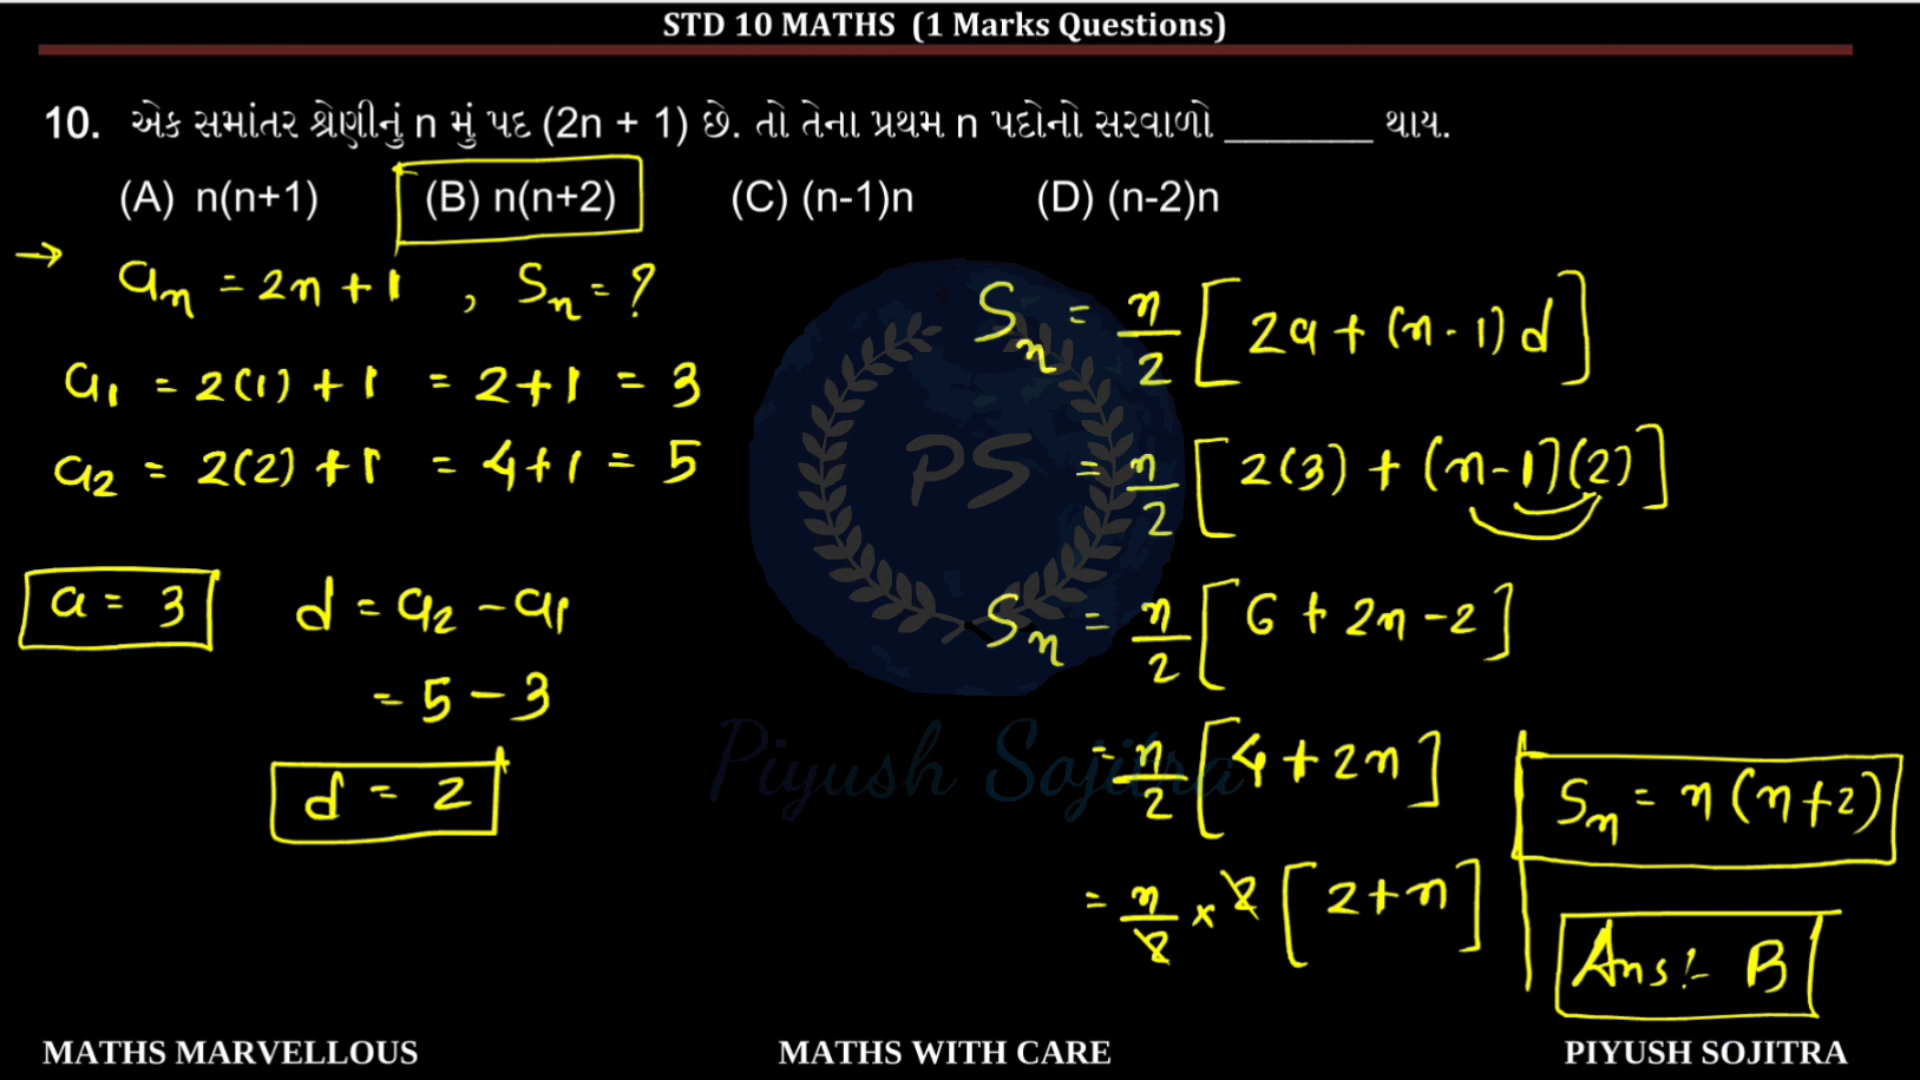 STD 10 MATHS (1 Marks Questions)
10. એક સમાંતર શ્રેણીનું n મું પદ (2n + 1) છે. તો તેના પ્રથમ n પદોનો સરવાળો _______ થાય.
(A) n(n+1) (B) n(n+2) (C) (n-1)n (D) (n-2)n
→ an = 2n + 1 , Sn = ?
a1 = 2(1) + 1 = 2+1 = 3
a2 = 2(2) + 1 = 4+1 = 5
a = 3 d = a2 - a1
= 5 - 3
d = 2
Sn = n/2 [2a + (n-1)d]
= n/2 [2(3) + (n-1)(2)]
Sn = n/2 [6 + 2n - 2]
= n/2 [4 + 2n]
= n/2 × 2 [2+n]
Sn = n(n+2)
Ans:- B
PS
Piyush Sojitra
MATHS MARVELLOUS MATHS WITH CARE PIYUSH SOJITRA